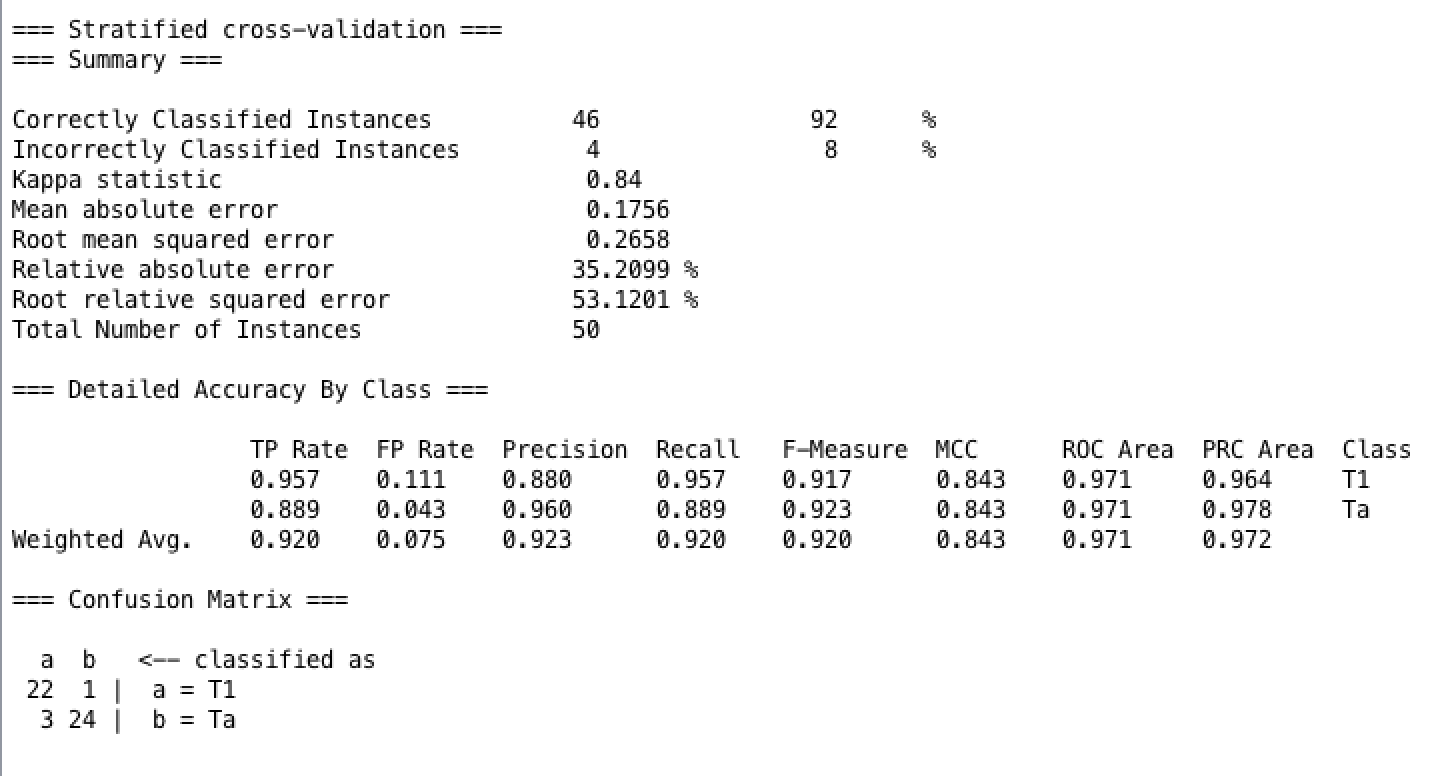 === Stratified cross-validation ===
=== Summary ===
Correctly Classified Instances 46 92 %
Incorrectly Classified Instances 4 8 %
Kappa statistic 0.84
Mean absolute error 0.1756
Root mean squared error 0.2658
Relative absolute error 35.2099 %
Root relative squared error 53.1201 %
Total Number of Instances 50
=== Detailed Accuracy By Class ===
TP Rate FP Rate Precision Recall F-Measure MCC ROC Area PRC Area Class
0.957 0.111 0.880 0.957 0.917 0.843 0.971 0.964 T1
0.889 0.043 0.960 0.889 0.923 0.843 0.971 0.978 Ta
Weighted Avg. 0.920 0.075 0.923 0.920 0.920 0.843 0.971 0.972
=== Confusion Matrix ===
a b <-- classified as
22 1 | a = T1
3 24 | b = Ta